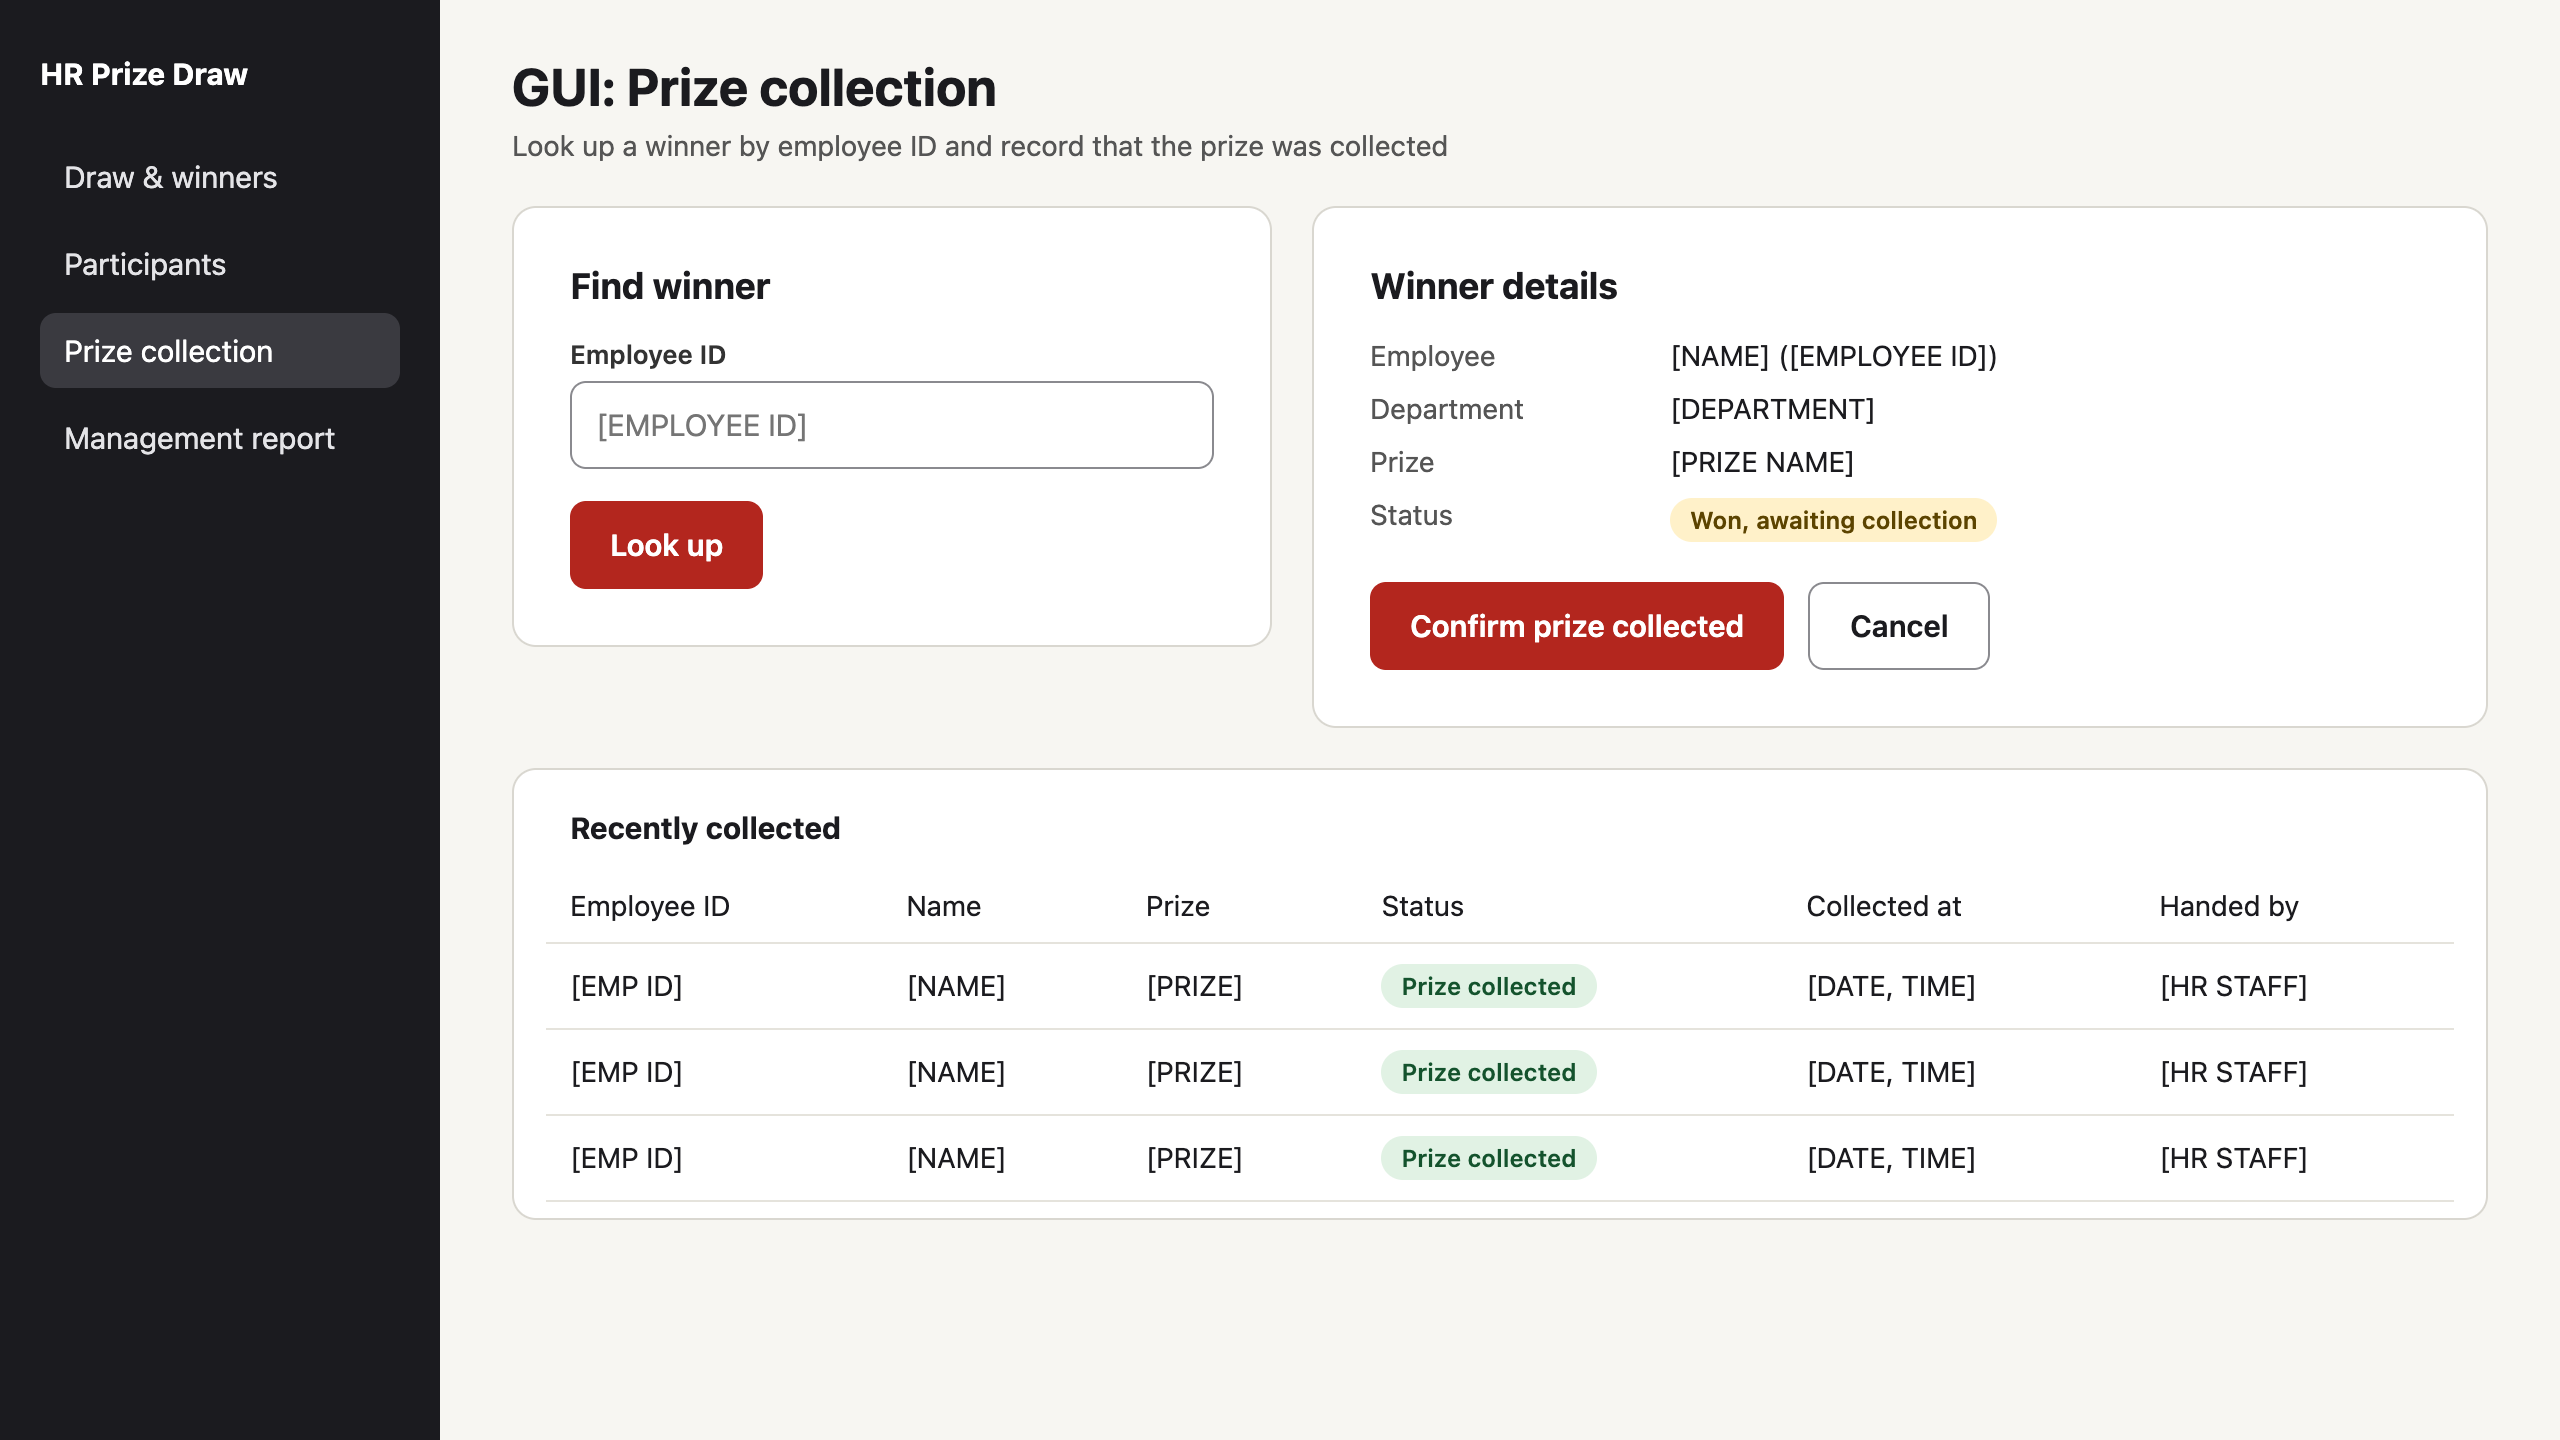 HR Prize Draw
Draw & winners
Participants
Prize collection
Management report
GUI: Prize collection
Look up a winner by employee ID and record that the prize was collected
Find winner
Employee ID
[EMPLOYEE ID]
Look up
Winner details
Employee [NAME] ([EMPLOYEE ID])
Department [DEPARTMENT]
Prize [PRIZE NAME]
Status Won, awaiting collection
Confirm prize collected Cancel
Recently collected
Employee ID Name Prize Status Collected at Handed by
[EMP ID] [NAME] [PRIZE] Prize collected [DATE, TIME] [HR STAFF]
[EMP ID] [NAME] [PRIZE] Prize collected [DATE, TIME] [HR STAFF]
[EMP ID] [NAME] [PRIZE] Prize collected [DATE, TIME] [HR STAFF]